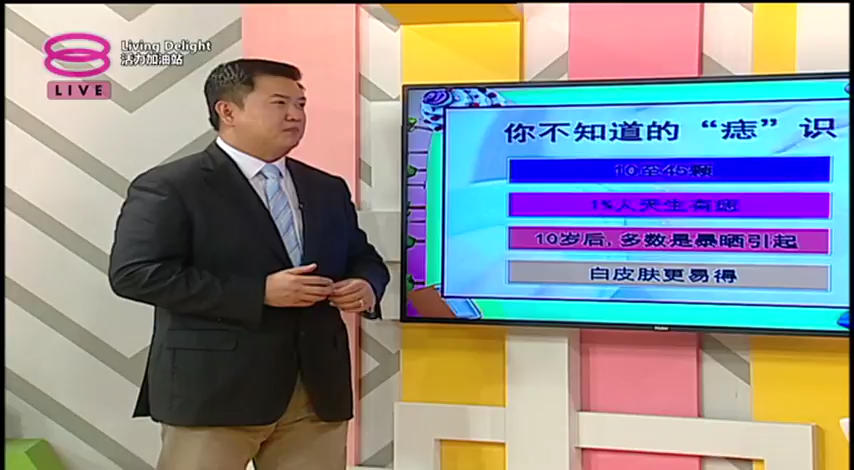 8
Living Delight
活力加油站
LIVE
你不知道的“痣”识
10至45颗
1%人天生有痣
10岁后, 多数是暴晒引起
白皮肤更易得
Haier